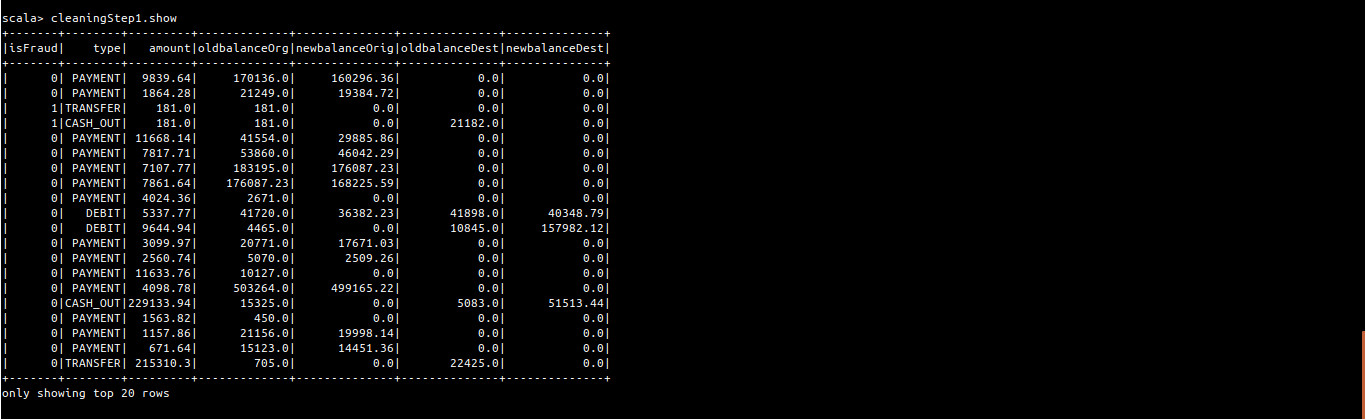 scala> cleaningStep1.show
+-------+--------+---------+-------------+--------------+--------------+--------------+
|isFraud|    type|   amount|oldbalanceOrg|newbalanceOrig|oldbalanceDest|newbalanceDest|
+-------+--------+---------+-------------+--------------+--------------+--------------+
|      0| PAYMENT|  9839.64|     170136.0|     160296.36|           0.0|           0.0|
|      0| PAYMENT|  1864.28|      21249.0|      19384.72|           0.0|           0.0|
|      1|TRANSFER|    181.0|        181.0|           0.0|           0.0|           0.0|
|      1|CASH_OUT|    181.0|        181.0|           0.0|       21182.0|           0.0|
|      0| PAYMENT| 11668.14|      41554.0|      29885.86|           0.0|           0.0|
|      0| PAYMENT|  7817.71|      53860.0|      46042.29|           0.0|           0.0|
|      0| PAYMENT|  7107.77|     183195.0|     176087.23|           0.0|           0.0|
|      0| PAYMENT|  7861.64|    176087.23|     168225.59|           0.0|           0.0|
|      0| PAYMENT|  4024.36|       2671.0|           0.0|           0.0|           0.0|
|      0|   DEBIT|  5337.77|      41720.0|      36382.23|       41898.0|      40348.79|
|      0|   DEBIT|  9644.94|       4465.0|           0.0|       10845.0|     157982.12|
|      0| PAYMENT|  3099.97|      20771.0|      17671.03|           0.0|           0.0|
|      0| PAYMENT|  2560.74|       5070.0|       2509.26|           0.0|           0.0|
|      0| PAYMENT| 11633.76|      10127.0|           0.0|           0.0|           0.0|
|      0| PAYMENT|  4098.78|     503264.0|     499165.22|           0.0|           0.0|
|      0|CASH_OUT|229133.94|      15325.0|           0.0|        5083.0|      51513.44|
|      0| PAYMENT|  1563.82|        450.0|           0.0|           0.0|           0.0|
|      0| PAYMENT|  1157.86|      21156.0|      19998.14|           0.0|           0.0|
|      0| PAYMENT|   671.64|      15123.0|      14451.36|           0.0|           0.0|
|      0|TRANSFER| 215310.3|        705.0|           0.0|       22425.0|           0.0|
+-------+--------+---------+-------------+--------------+--------------+--------------+
only showing top 20 rows